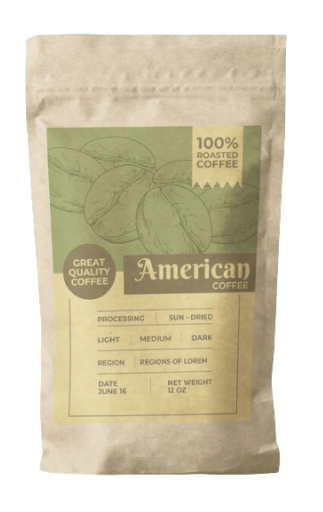 100%
ROASTED
COFFEE
GREAT
QUALITY
COFFEE
American
COFFEE
PROCESSING SUN - DRIED
LIGHT MEDIUM DARK
REGION REGIONS OF LOREM
DATE NET WEIGHT
JUNE 16 12 OZ